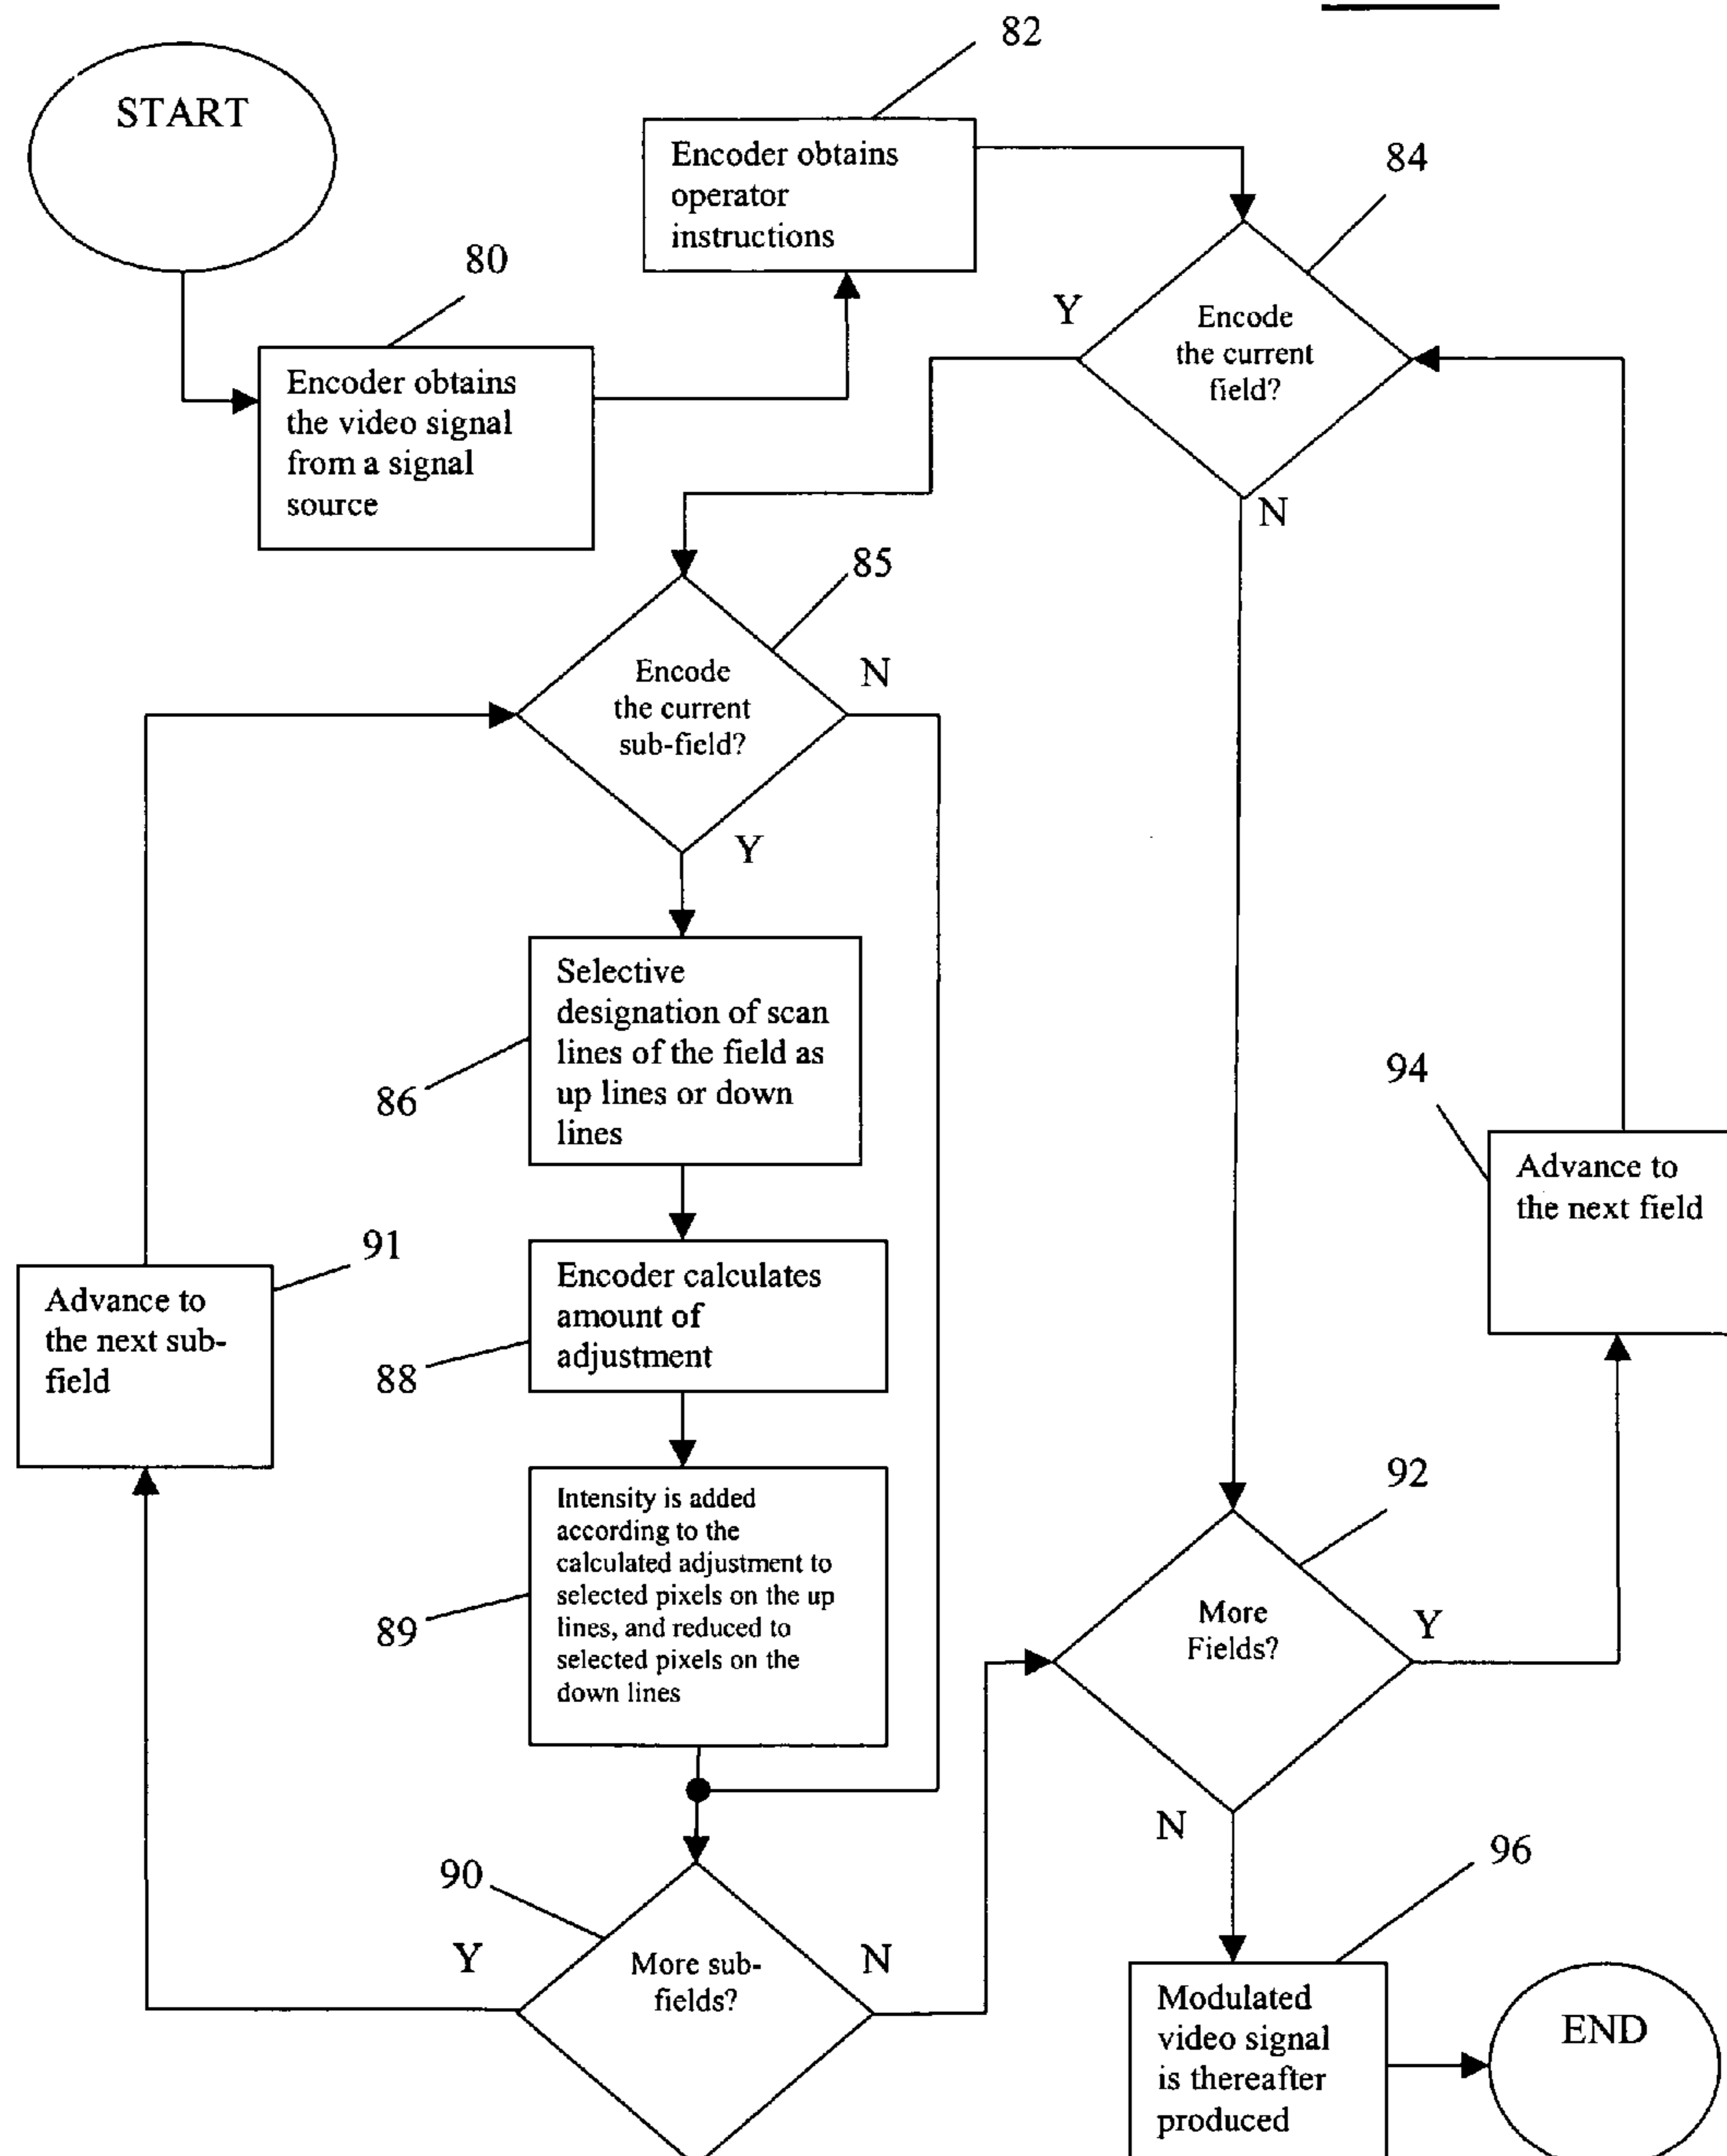 START
82
Encoder obtains
operator
instructions
84
Encode
the current
field?
Y
N
80
Encoder obtains
the video signal
from a signal
source
85
Encode
the current
sub-field?
N
Y
86
Selective
designation of scan
lines of the field as
up lines or down
lines
94
Advance to
the next field
91
Advance to
the next sub-
field
88
Encoder calculates
amount of
adjustment
89
Intensity is added
according to the
calculated adjustment to
selected pixels on the up
lines, and reduced to
selected pixels on the
down lines
92
More
Fields?
Y
N
90
More sub-
fields?
Y
N
96
Modulated
video signal
is thereafter
produced
END